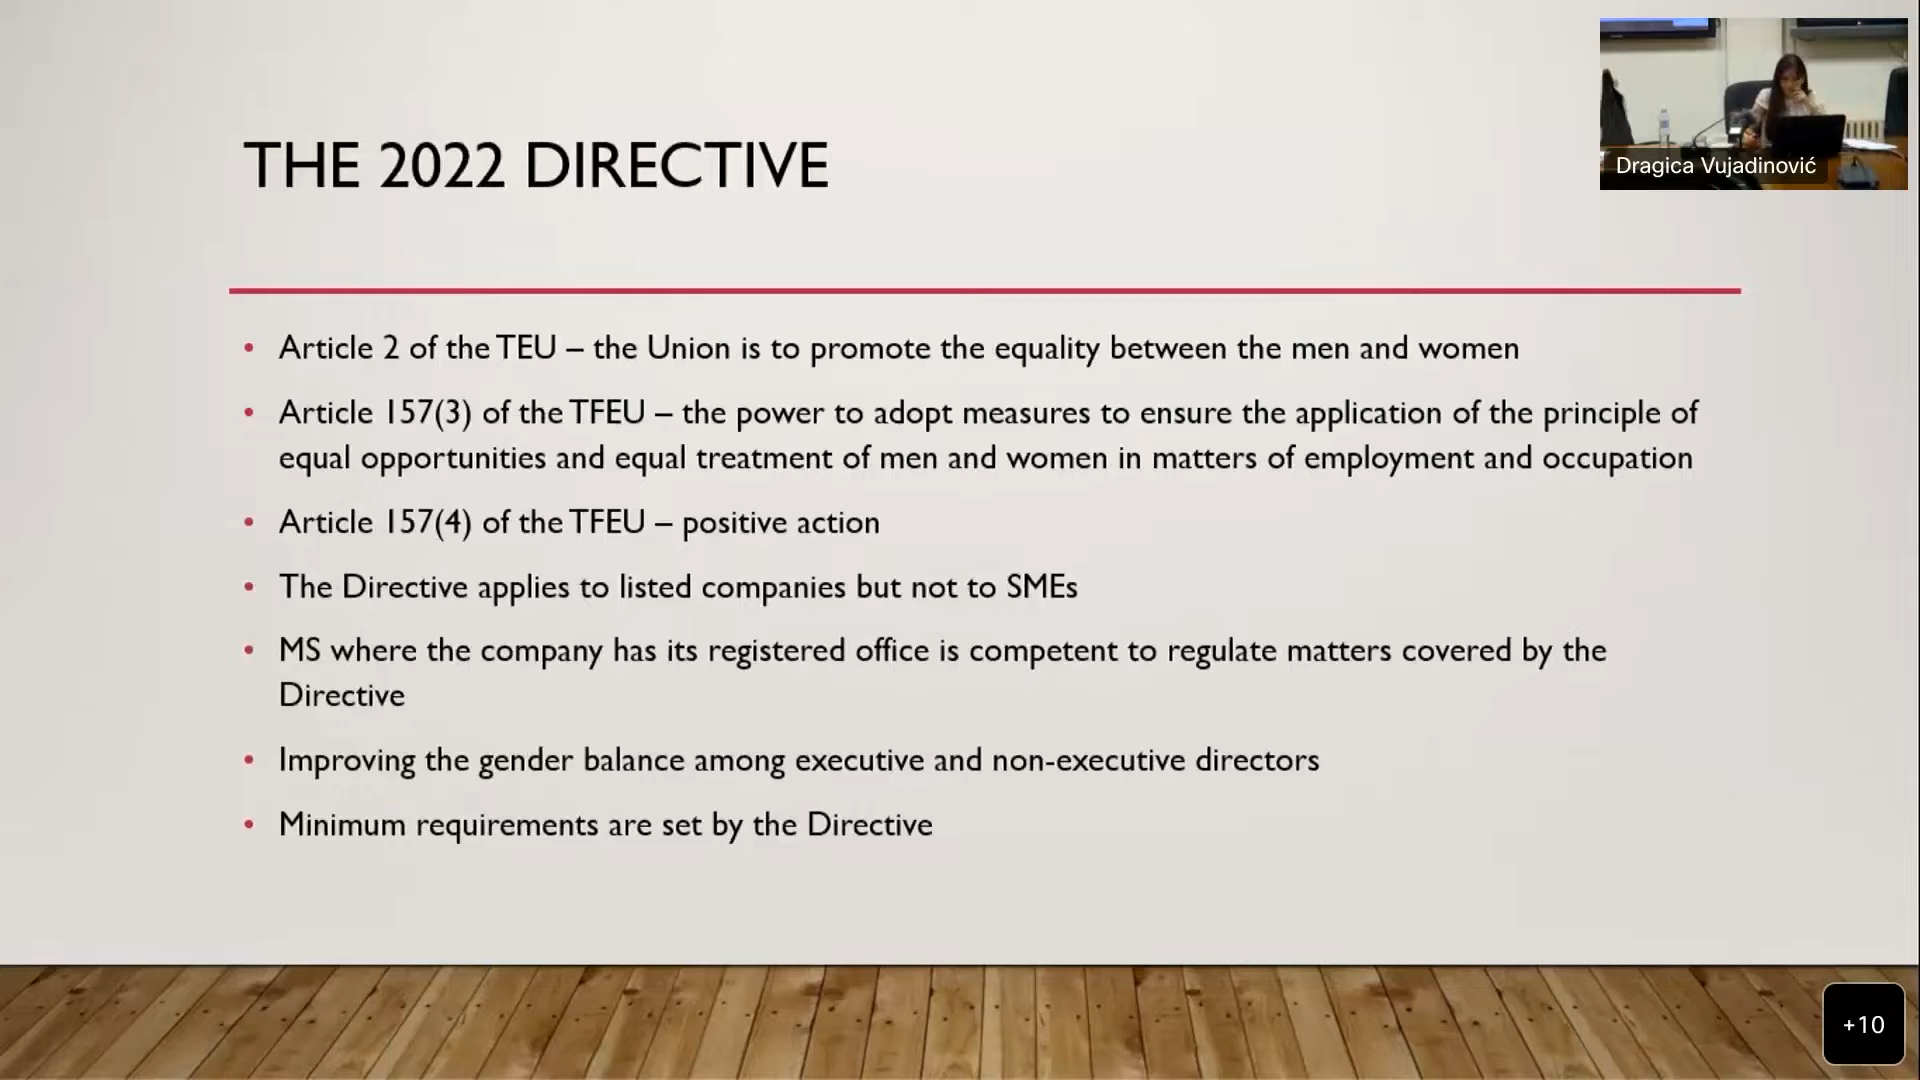 THE 2022 DIRECTIVE
Dragica Vujadinović
• Article 2 of the TEU – the Union is to promote the equality between the men and women
• Article 157(3) of the TFEU – the power to adopt measures to ensure the application of the principle of
equal opportunities and equal treatment of men and women in matters of employment and occupation
• Article 157(4) of the TFEU – positive action
• The Directive applies to listed companies but not to SMEs
• MS where the company has its registered office is competent to regulate matters covered by the
Directive
• Improving the gender balance among executive and non-executive directors
• Minimum requirements are set by the Directive
+10